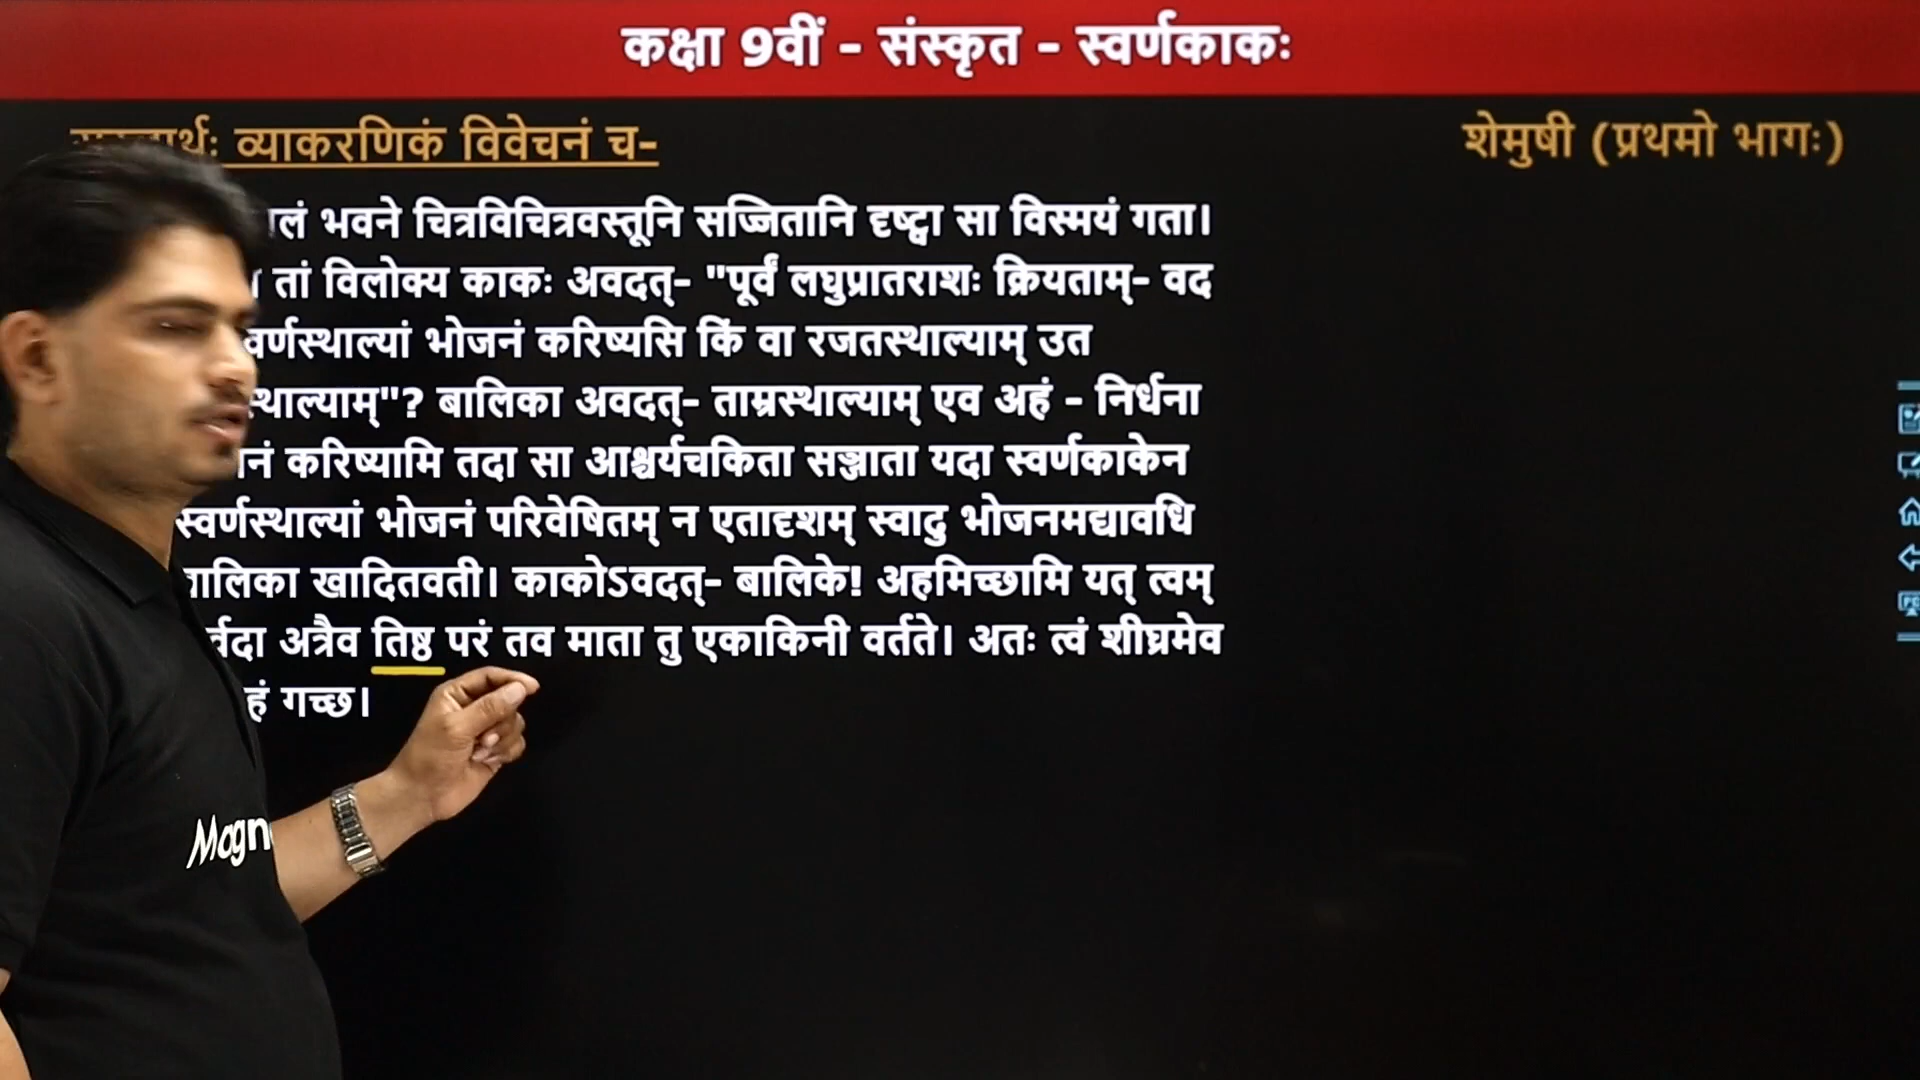 कक्षा 9वीं - संस्कृत - स्वर्णकाकः
व्याकरणिकं विवेचनं च-
शेमुषी (प्रथमो भागः)
भवने चित्रविचित्रवस्तूनि सज्जितानि दृष्ट्वा सा विस्मयं गता।
तां विलोक्य काकः अवदत्- "पूर्वं लघुप्रातराशः क्रियताम्- वद
भोजनं करिष्यसि किं वा रजतस्थाल्याम् उत
बालिका अवदत्- ताम्रस्थाल्याम् एव अहं - निर्धना
करिष्यामि तदा सा आश्चर्यचकिता सञ्जाता यदा स्वर्णकाकेन
स्वर्णस्थाल्यां भोजनं परिवेषितम् न एतादृशम् स्वादु भोजनमद्यावधि
बालिका खादितवती। काकोऽवदत्- बालिके! अहमिच्छामि यत् त्वम्
अत्रैव तिष्ठ परं तव माता तु एकाकिनी वर्तते। अतः त्वं शीघ्रमेव
गच्छ।